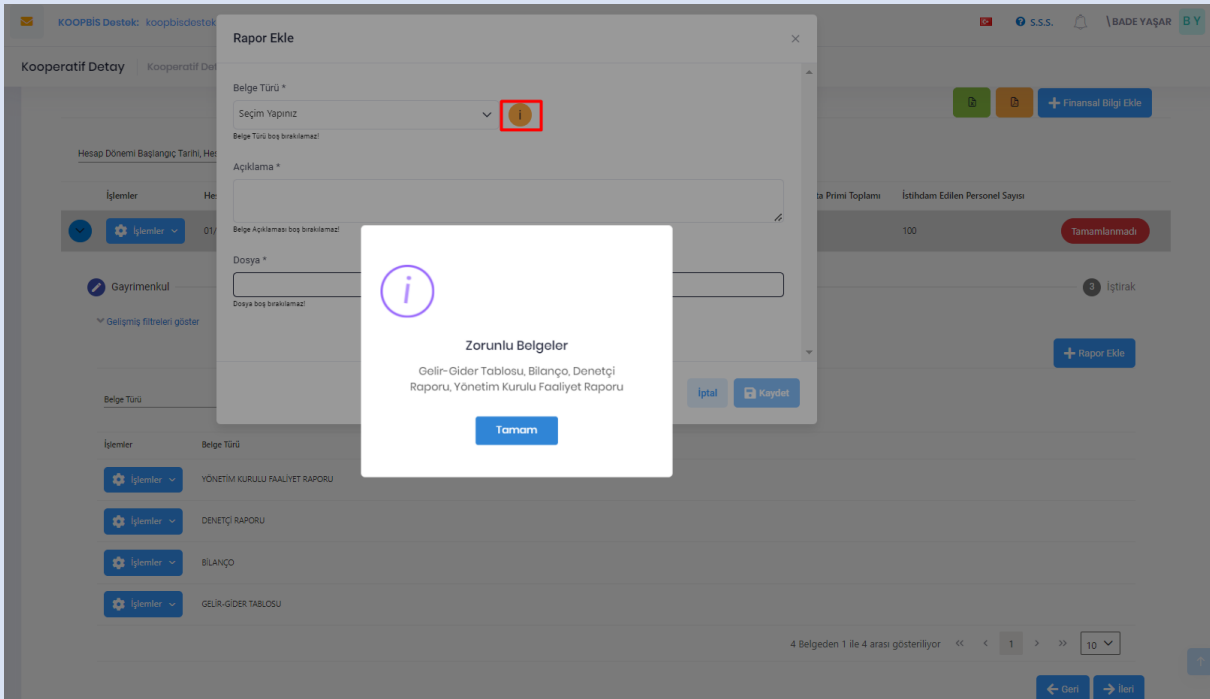 KOOPBİS Destek: koopbisdestek
S.S.S.
\BADE YAŞAR
B Y
Kooperatif Detay
Kooperatif Det
Rapor Ekle
Belge Türü *
Seçim Yapınız
i
Belge Türü boş bırakılamaz!
Finansal Bilgi Ekle
Hesap Dönemi Başlangıç Tarihi, Hes
Açıklama *
İşlemler
Hes
ta Primi Toplamı
İstihdam Edilen Personel Sayısı
İşlemler
01/
Belge Açıklaması boş bırakılamaz!
100
Tamamlanmadı
Dosya *
Gayrimenkul
3 İştirak
Dosya boş bırakılamaz!
Gelişmiş filtreleri göster
i
Zorunlu Belgeler
Gelir-Gider Tablosu, Bilanço, Denetçi
Raporu, Yönetim Kurulu Faaliyet Raporu
Tamam
Rapor Ekle
İptal
Kaydet
Belge Türü
İşlemler
Belge Türü
İşlemler
YÖNETİM KURULU FAALİYET RAPORU
İşlemler
DENETÇİ RAPORU
İşlemler
BİLANÇO
İşlemler
GELİR-GİDER TABLOSU
4 Belgeden 1 ile 4 arası gösteriliyor
1
10
Geri
İleri